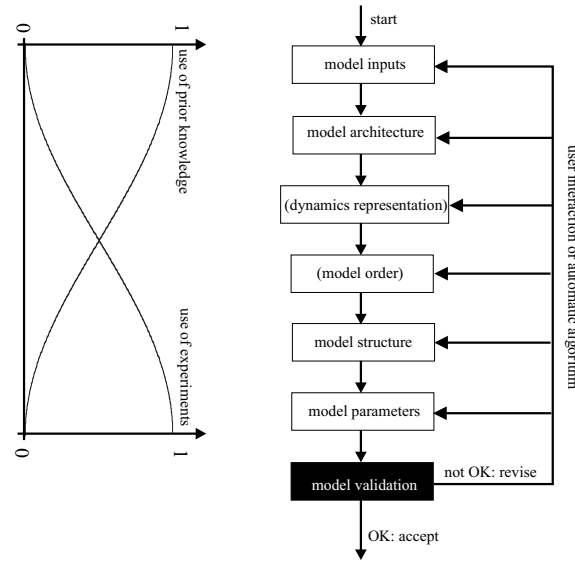 0
1
use of prior knowledge
use of experiments
0
1
start
model inputs
model architecture
(dynamics representation)
(model order)
model structure
model parameters
model validation
not OK: revise
OK: accept
user interaction or automatic algorithm